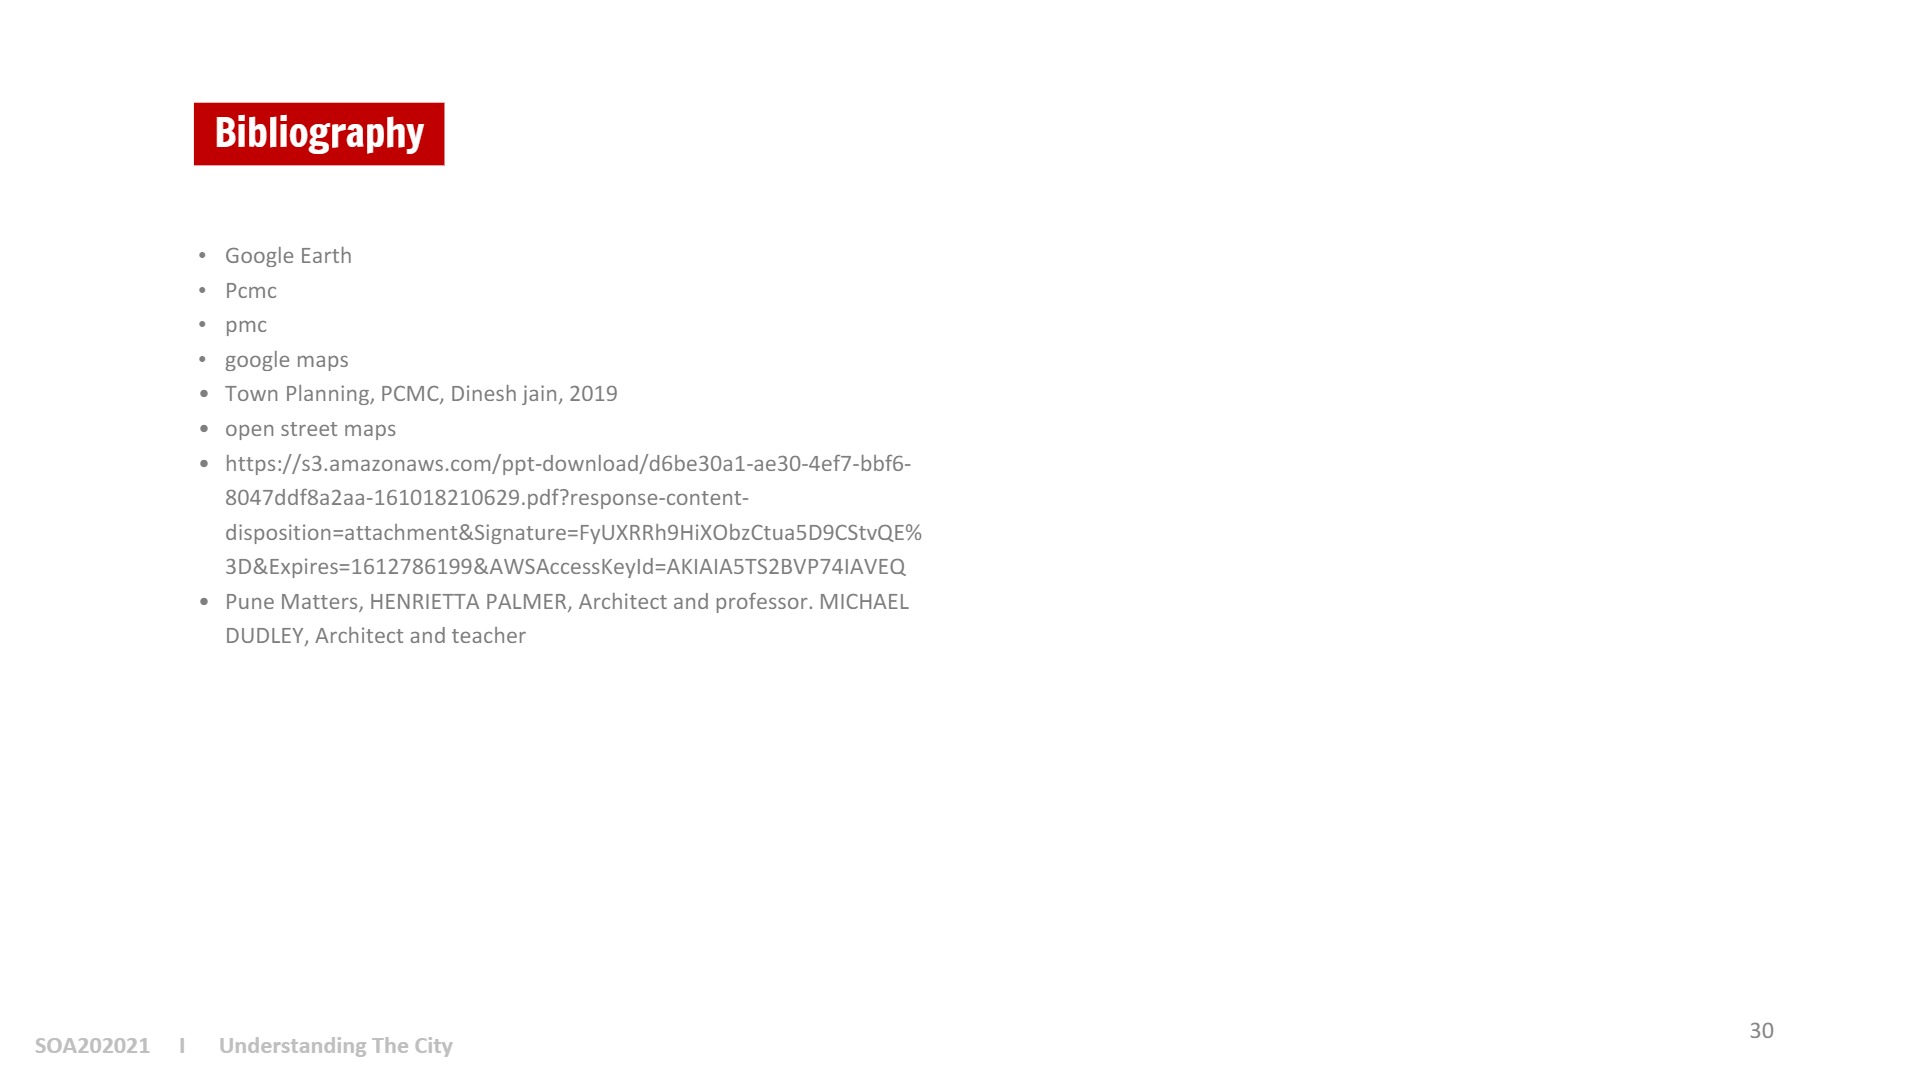 Bibliography
• Google Earth
• Pcmc
• pmc
• google maps
• Town Planning, PCMC, Dinesh jain, 2019
• open street maps
• https://s3.amazonaws.com/ppt-download/d6be30a1-ae30-4ef7-bbf6-
8047ddf8a2aa-161018210629.pdf?response-content-
disposition=attachment&Signature=FyUXRRh9HiXObzCtua5D9CStvQE%
3D&Expires=1612786199&AWSAccessKeyId=AKIAIA5TS2BVP74IAVEQ
• Pune Matters, HENRIETTA PALMER, Architect and professor. MICHAEL
DUDLEY, Architect and teacher
SOA202021 I Understanding The City
30